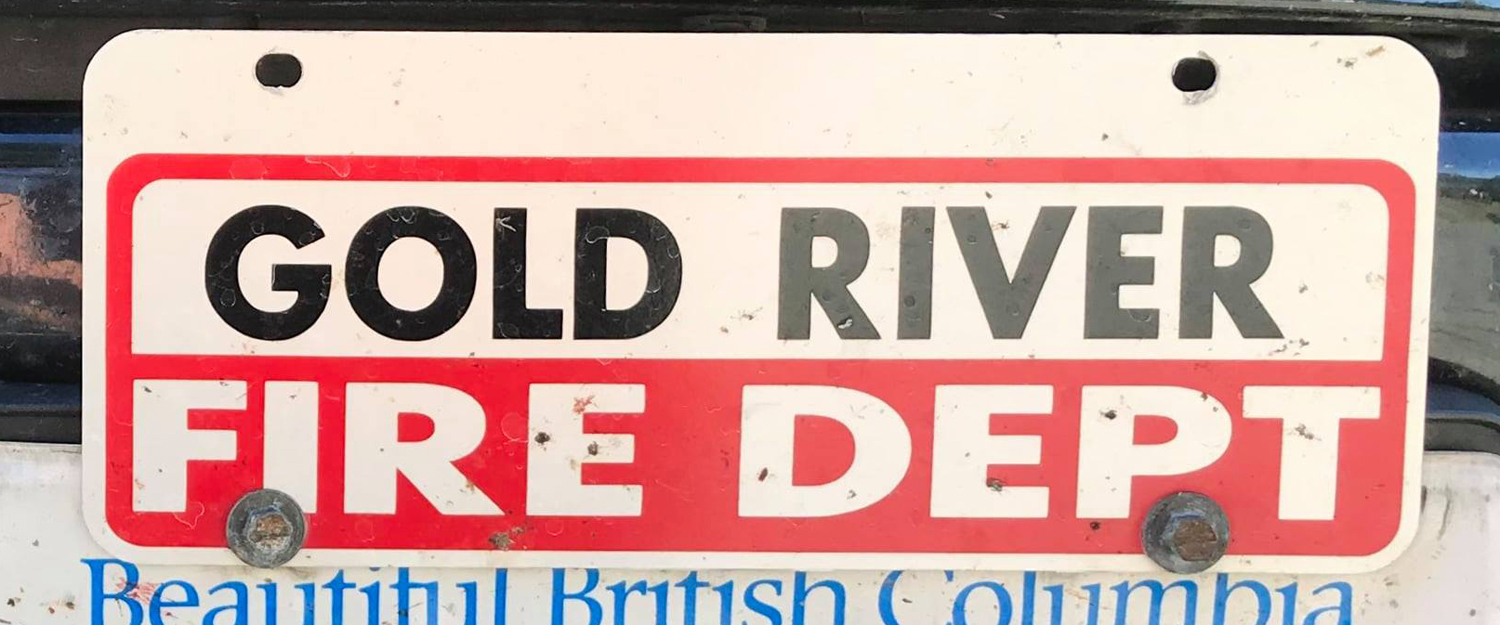 GOLD RIVER
FIRE DEPT
Beautiful British Columbia